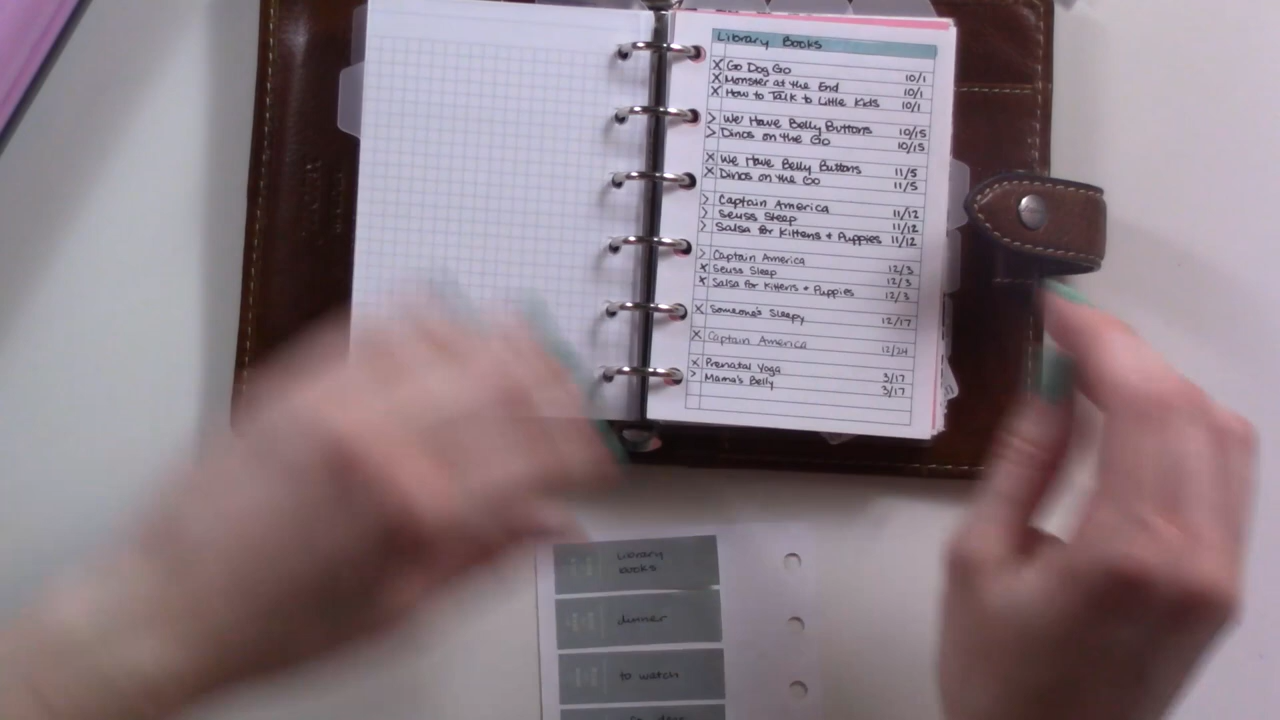 Library Books
X Go Dog Go 10/1
X Monster at the End 10/1
X How to Talk to Little Kids 10/1
> We Have Belly Buttons 10/15
> Dinos on the Go 10/15
X We Have Belly Buttons 11/5
X Dinos on the Go 11/5
> Captain America 11/12
> Seuss Sleep 11/12
> Salsa for Kittens + Puppies 11/12
> Captain America 12/3
X Seuss Sleep 12/3
X Salsa for Kittens + Puppies 12/3
X Someone's Sleepy 12/17
X Captain America 12/24
X Prenatal Yoga 3/17
> Mama's Belly 3/17
Library
books
dinner
to watch